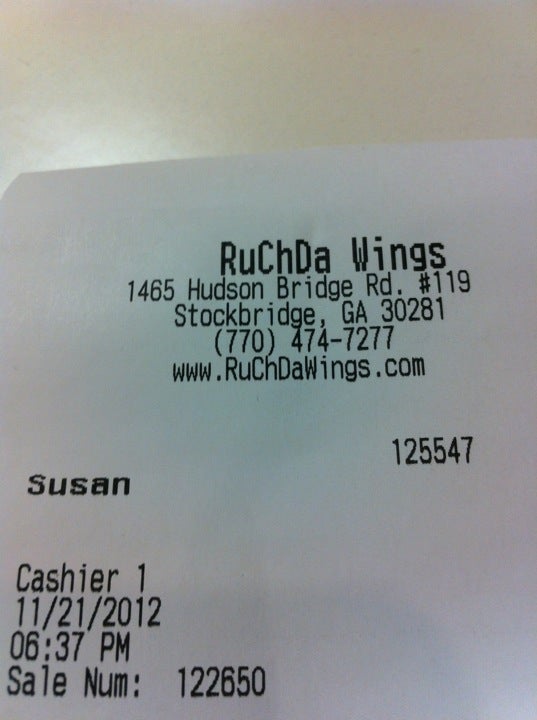 RuChDa Wings
1465 Hudson Bridge Rd. #119
Stockbridge, GA 30281
(770) 474-7277
www.RuChDaWings.com
125547
Susan
Cashier 1
11/21/2012
06:37 PM
Sale Num: 122650